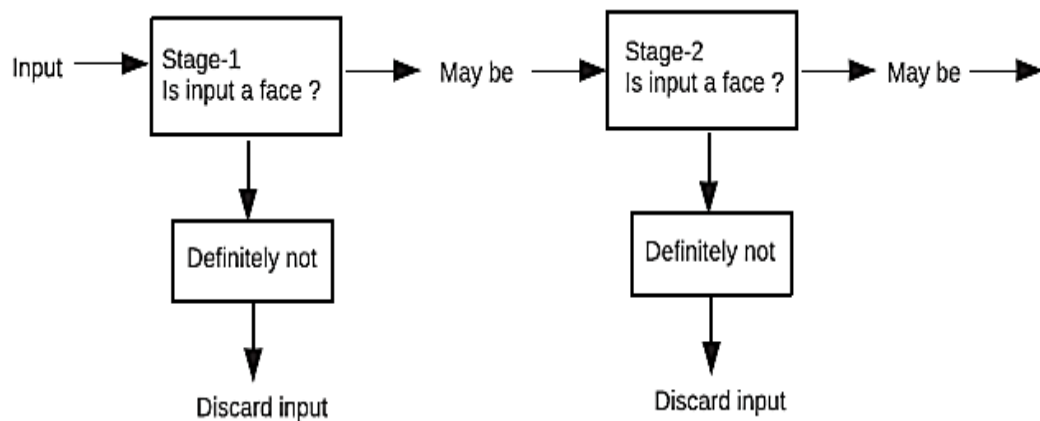 Input
Stage-1
Is input a face ?
May be
Stage-2
Is input a face ?
May be
Definitely not
Definitely not
Discard input
Discard input